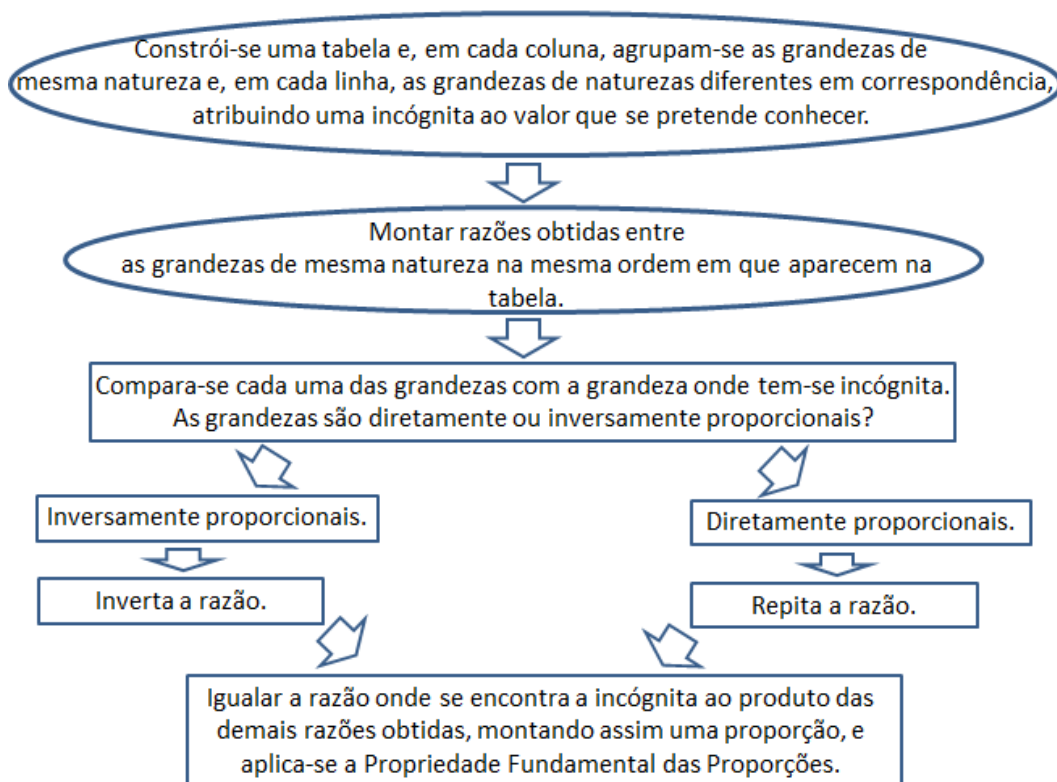 Constrói-se uma tabela e, em cada coluna, agrupam-se as grandezas de
mesma natureza e, em cada linha, as grandezas de naturezas diferentes em correspondência,
atribuindo uma incógnita ao valor que se pretende conhecer.
Montar razões obtidas entre
as grandezas de mesma natureza na mesma ordem em que aparecem na
tabela.
Compara-se cada uma das grandezas com a grandeza onde tem-se incógnita.
As grandezas são diretamente ou inversamente proporcionais?
Inversamente proporcionais.
Diretamente proporcionais.
Inverta a razão.
Repita a razão.
Igualar a razão onde se encontra a incógnita ao produto das
demais razões obtidas, montando assim uma proporção, e
aplica-se a Propriedade Fundamental das Proporções.